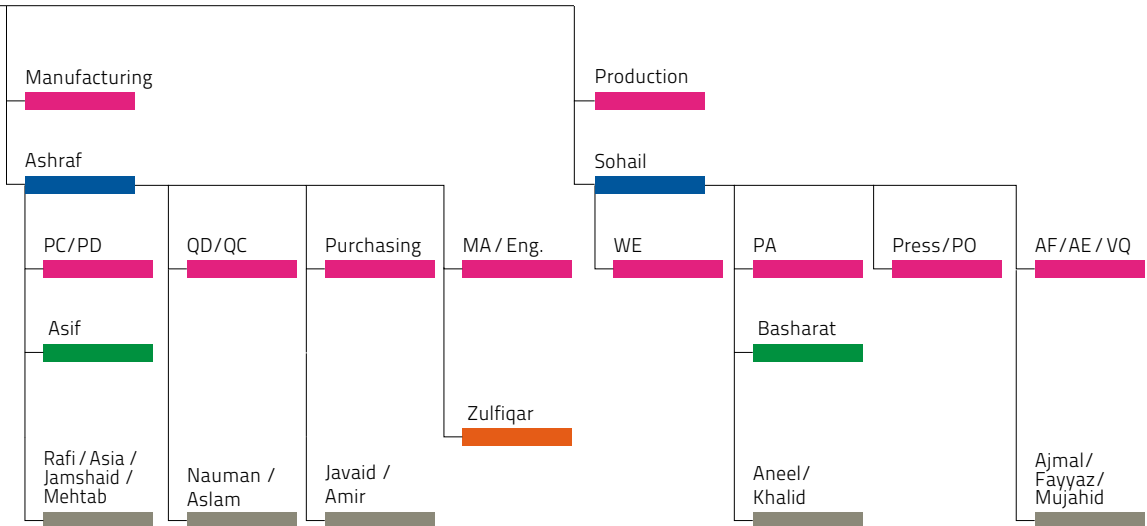 Manufacturing
Production
Ashraf
Sohail
PC/PD
QD/QC
Purchasing
MA / Eng.
WE
PA
Press/PO
AF/AE / VQ
Asif
Basharat
Zulfiqar
Rafi / Asia /
Jamshaid /
Mehtab
Nauman /
Aslam
Javaid /
Amir
Aneel/
Khalid
Ajmal/
Fayyaz/
Mujahid